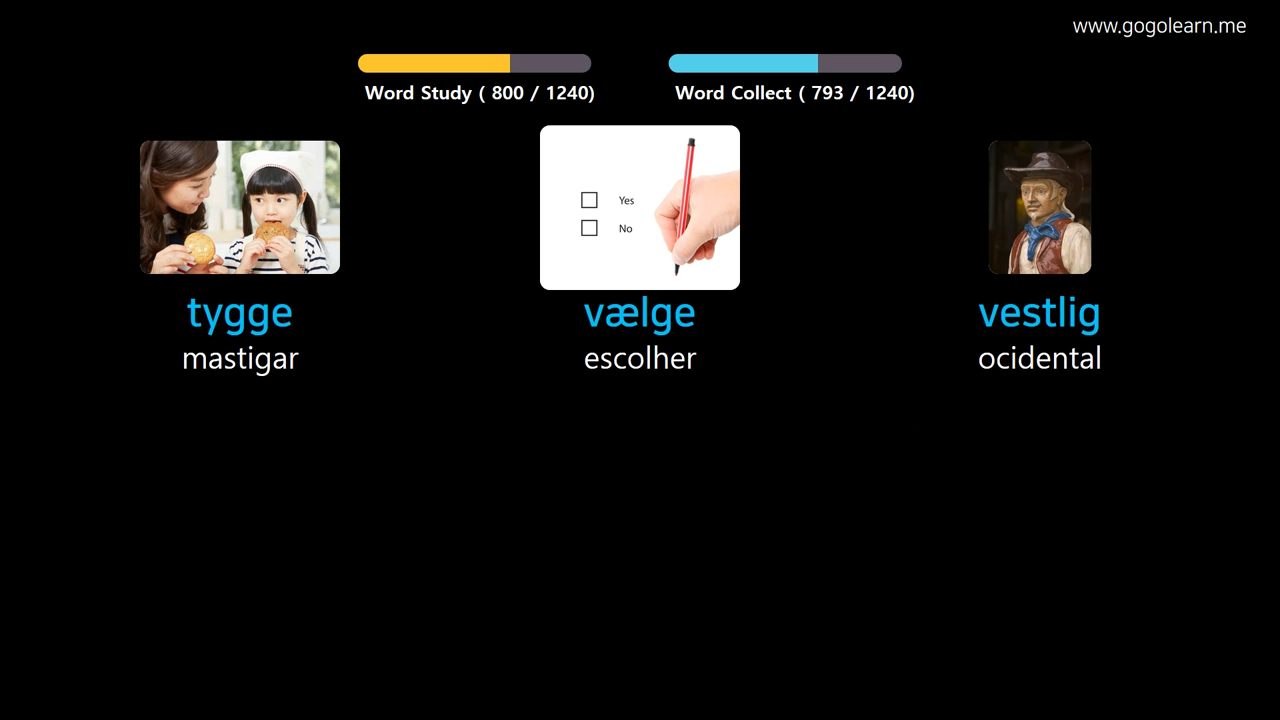 www.gogolearn.me
Word Study ( 800 / 1240)
Word Collect ( 793 / 1240)
Yes
No
tygge
vælge
vestlig
mastigar
escolher
ocidental